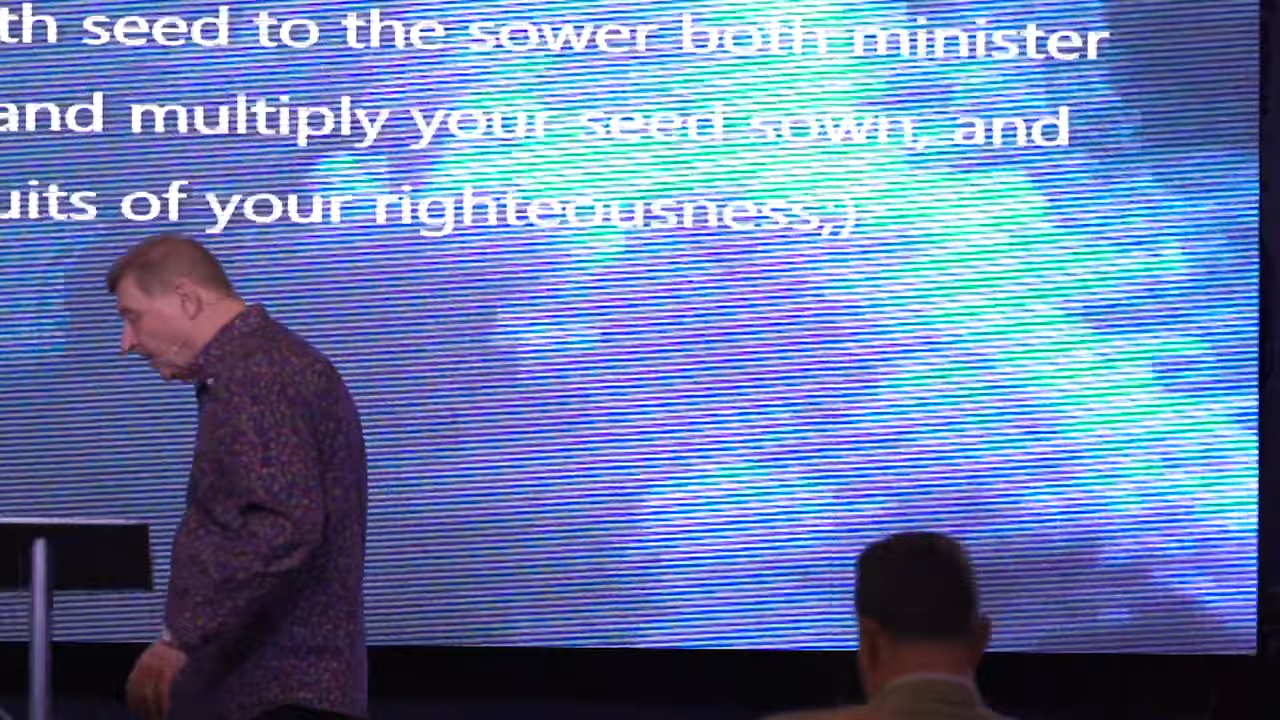 th seed to the sower both minister
and multiply your seed sown, and
uits of your righteousness;)